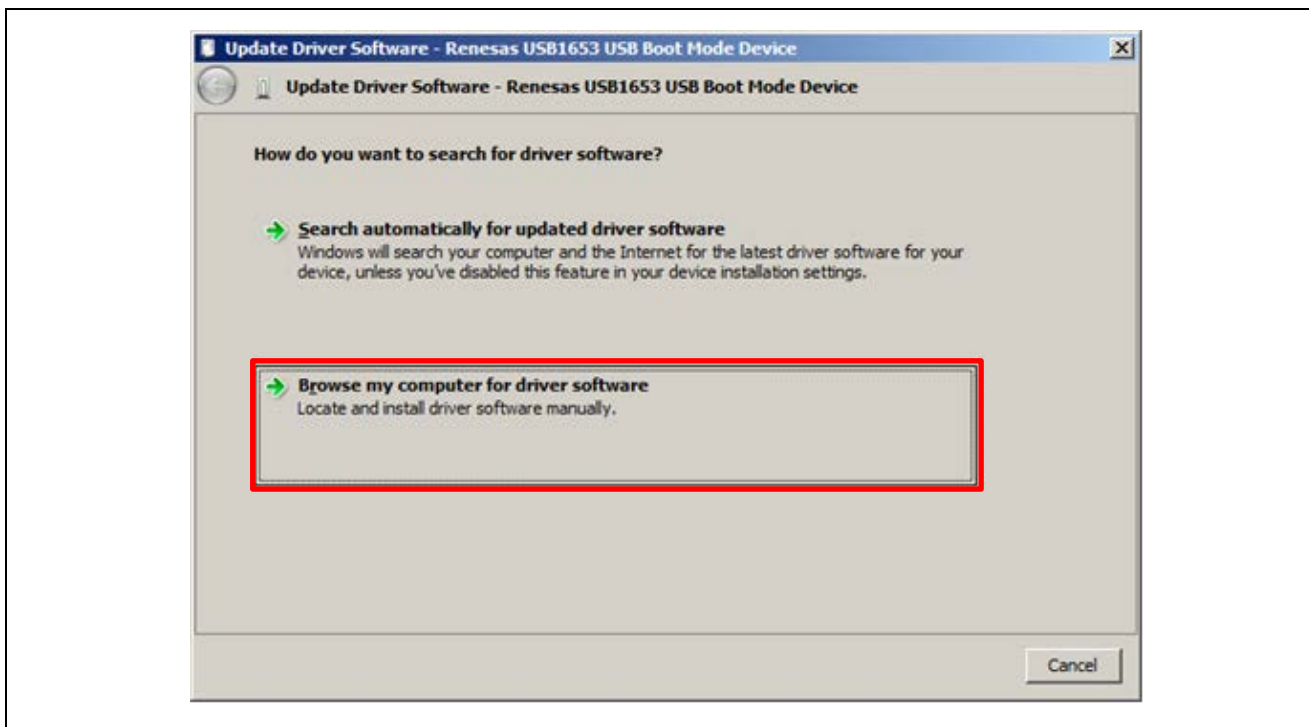 Update Driver Software - Renesas USB1653 USB Boot Mode Device
Update Driver Software - Renesas USB1653 USB Boot Mode Device
How do you want to search for driver software?
Search automatically for updated driver software
Windows will search your computer and the Internet for the latest driver software for your
device, unless you've disabled this feature in your device installation settings.
Browse my computer for driver software
Locate and install driver software manually.
Cancel